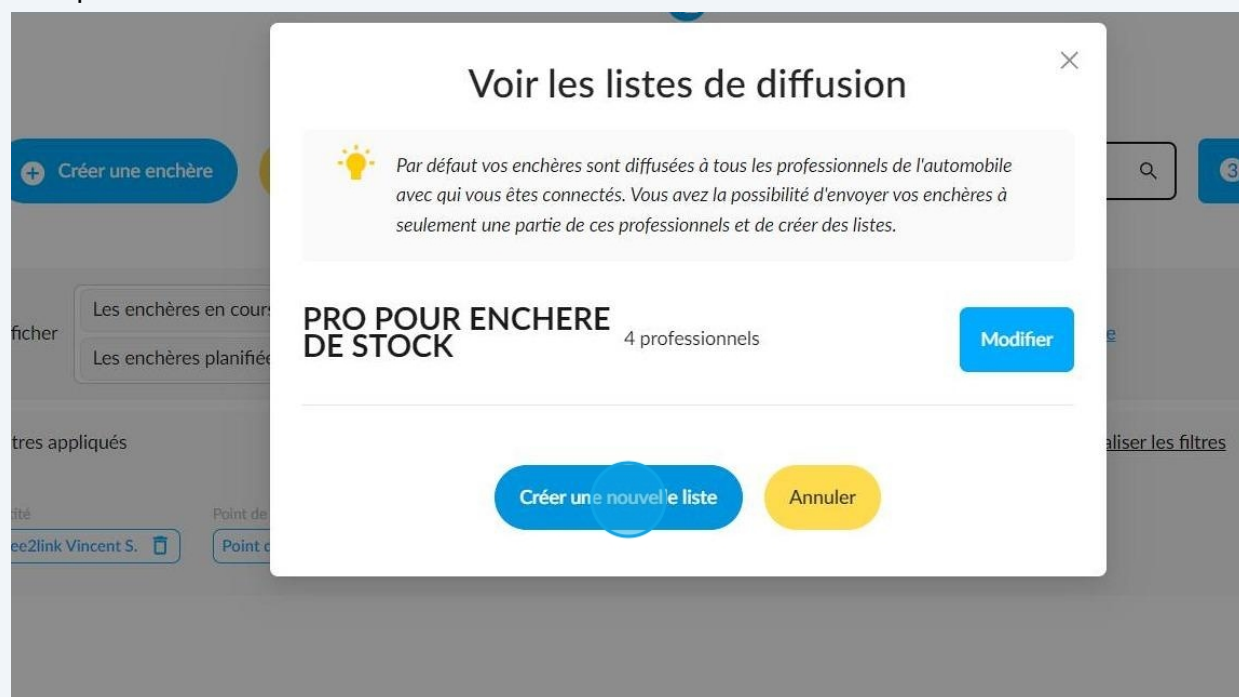 Voir les listes de diffusion
Par défaut vos enchères sont diffusées à tous les professionnels de l'automobile
avec qui vous êtes connectés. Vous avez la possibilité d'envoyer vos enchères à
seulement une partie de ces professionnels et de créer des listes.
Créer une enchère
3
Les enchères en cours
ficher
Les enchères planifiée
PRO POUR ENCHERE
DE STOCK
4 professionnels
Modifier
e
tres appliqués
aliser les filtres
Créer une nouvelle liste
Annuler
Point de
ee2link Vincent S.
Point